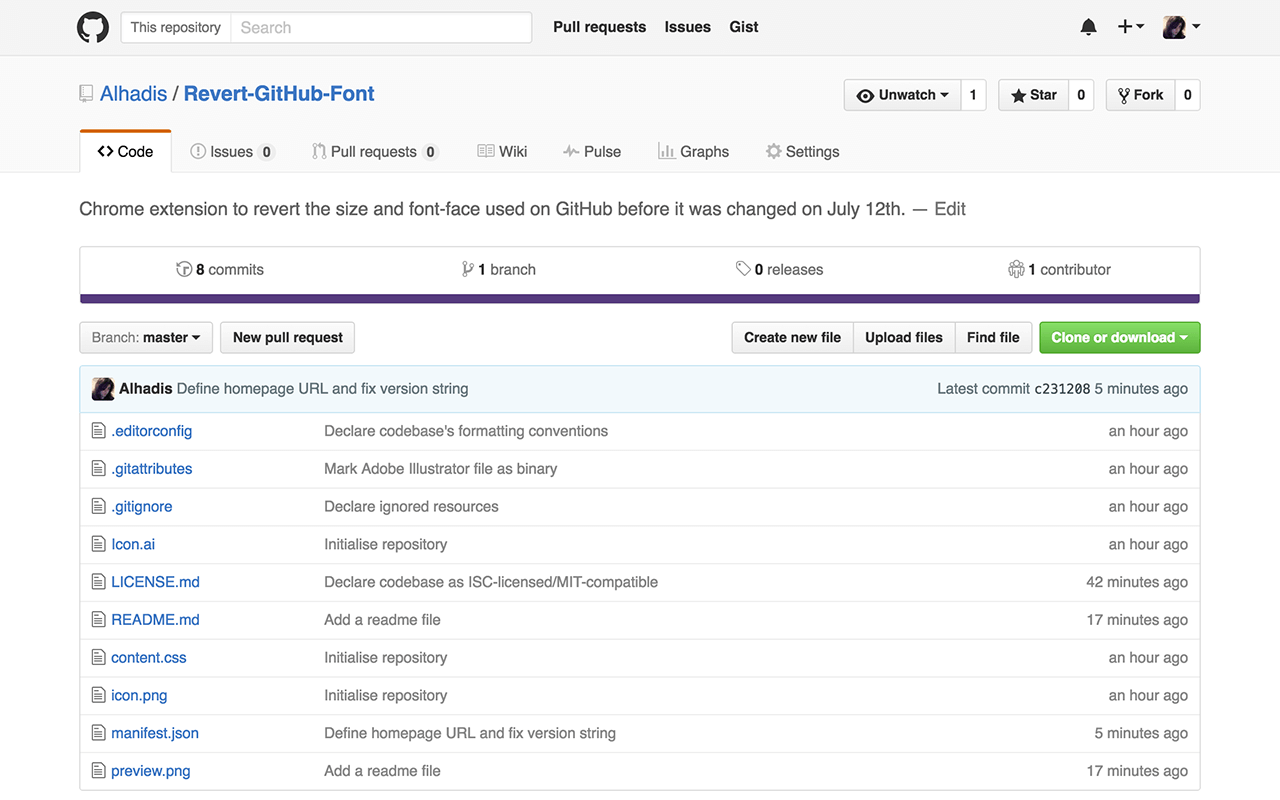 This repository Search Pull requests Issues Gist
Alhadis / Revert-GitHub-Font Unwatch 1 Star 0 Fork 0
Code Issues 0 Pull requests 0 Wiki Pulse Graphs Settings
Chrome extension to revert the size and font-face used on GitHub before it was changed on July 12th. — Edit
8 commits 1 branch 0 releases 1 contributor
Branch: master New pull request Create new file Upload files Find file Clone or download
Alhadis Define homepage URL and fix version string Latest commit c231208 5 minutes ago
.editorconfig Declare codebase's formatting conventions an hour ago
.gitattributes Mark Adobe Illustrator file as binary an hour ago
.gitignore Declare ignored resources an hour ago
Icon.ai Initialise repository an hour ago
LICENSE.md Declare codebase as ISC-licensed/MIT-compatible 42 minutes ago
README.md Add a readme file 17 minutes ago
content.css Initialise repository an hour ago
icon.png Initialise repository an hour ago
manifest.json Define homepage URL and fix version string 5 minutes ago
preview.png Add a readme file 17 minutes ago